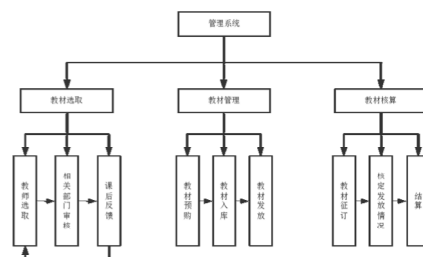 管理系统
教材选取
教材管理
教材核算
教师选取
相关部门审核
课后反馈
教材预购
教材入库
教材发放
教材征订
核定发放情况
结算